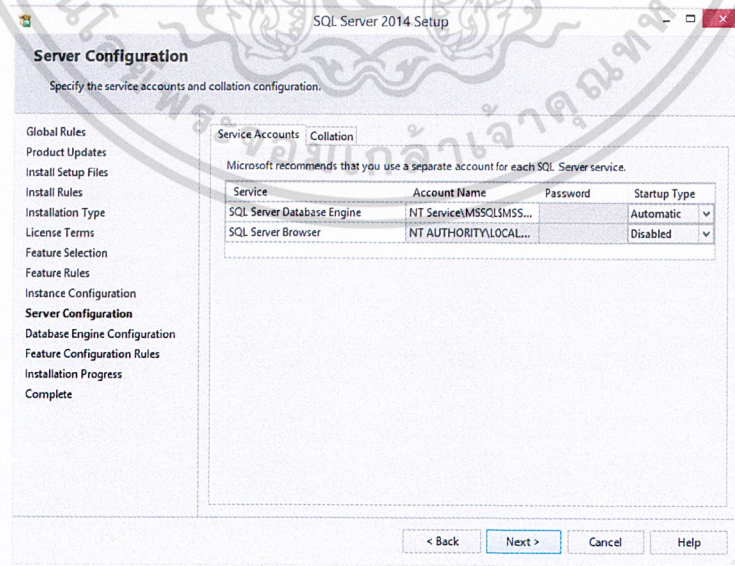 SQL Server 2014 Setup
Server Configuration
Specify the service accounts and collation configuration.
Global Rules
Product Updates
Install Setup Files
Install Rules
Installation Type
License Terms
Feature Selection
Feature Rules
Instance Configuration
Server Configuration
Database Engine Configuration
Feature Configuration Rules
Installation Progress
Complete
Service Accounts Collation
Microsoft recommends that you use a separate account for each SQL Server service.
Service Account Name Password Startup Type
SQL Server Database Engine NT Service\MSSQL$MSS... Automatic
SQL Server Browser NT AUTHORITY\LOCAL... Disabled
< Back Next > Cancel Help